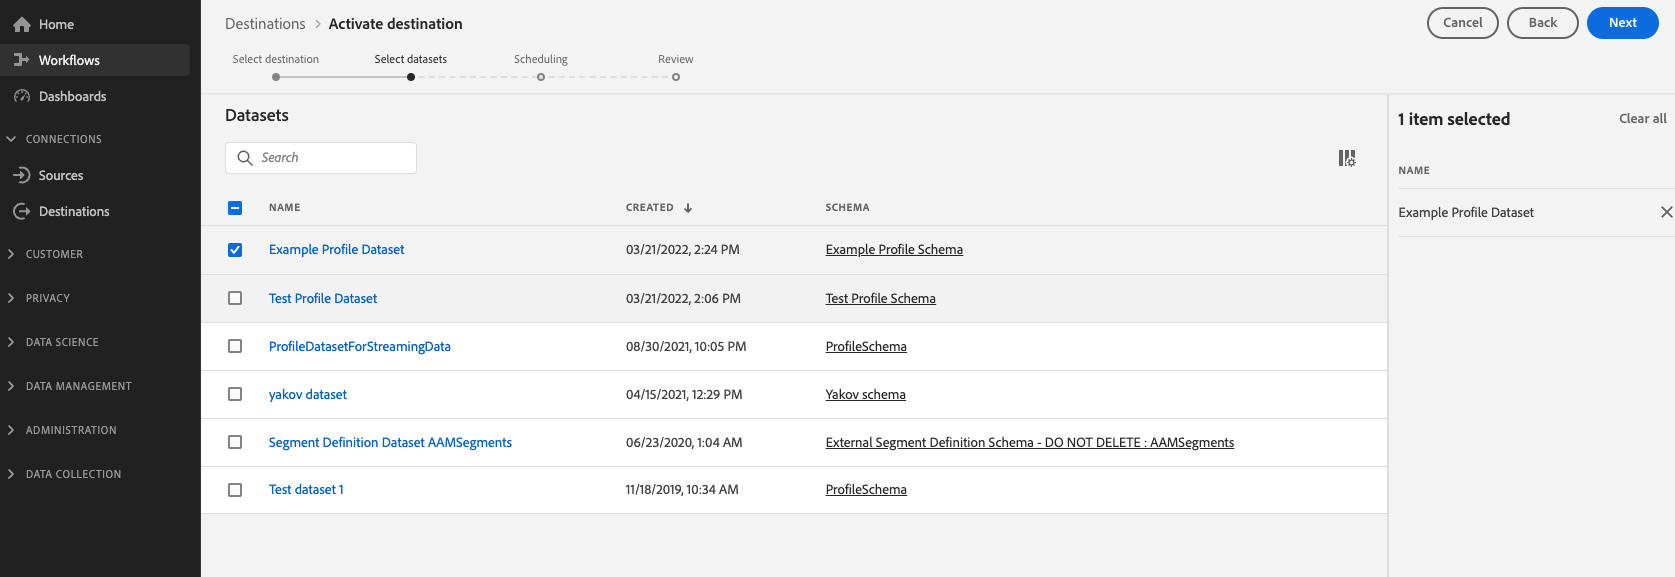 Home
Workflows
Dashboards
CONNECTIONS
Sources
Destinations
CUSTOMER
PRIVACY
DATA SCIENCE
DATA MANAGEMENT
ADMINISTRATION
DATA COLLECTION
Destinations > Activate destination
Cancel Back Next
Select destination Select datasets Scheduling Review
Datasets
Search
NAME CREATED ↓ SCHEMA
Example Profile Dataset 03/21/2022, 2:24 PM Example Profile Schema
Test Profile Dataset 03/21/2022, 2:06 PM Test Profile Schema
ProfileDatasetForStreamingData 08/30/2021, 10:05 PM ProfileSchema
yakov dataset 04/15/2021, 12:29 PM Yakov schema
Segment Definition Dataset AAMSegments 06/23/2020, 1:04 AM External Segment Definition Schema - DO NOT DELETE : AAMSegments
Test dataset 1 11/18/2019, 10:34 AM ProfileSchema
1 item selected Clear all
NAME
Example Profile Dataset